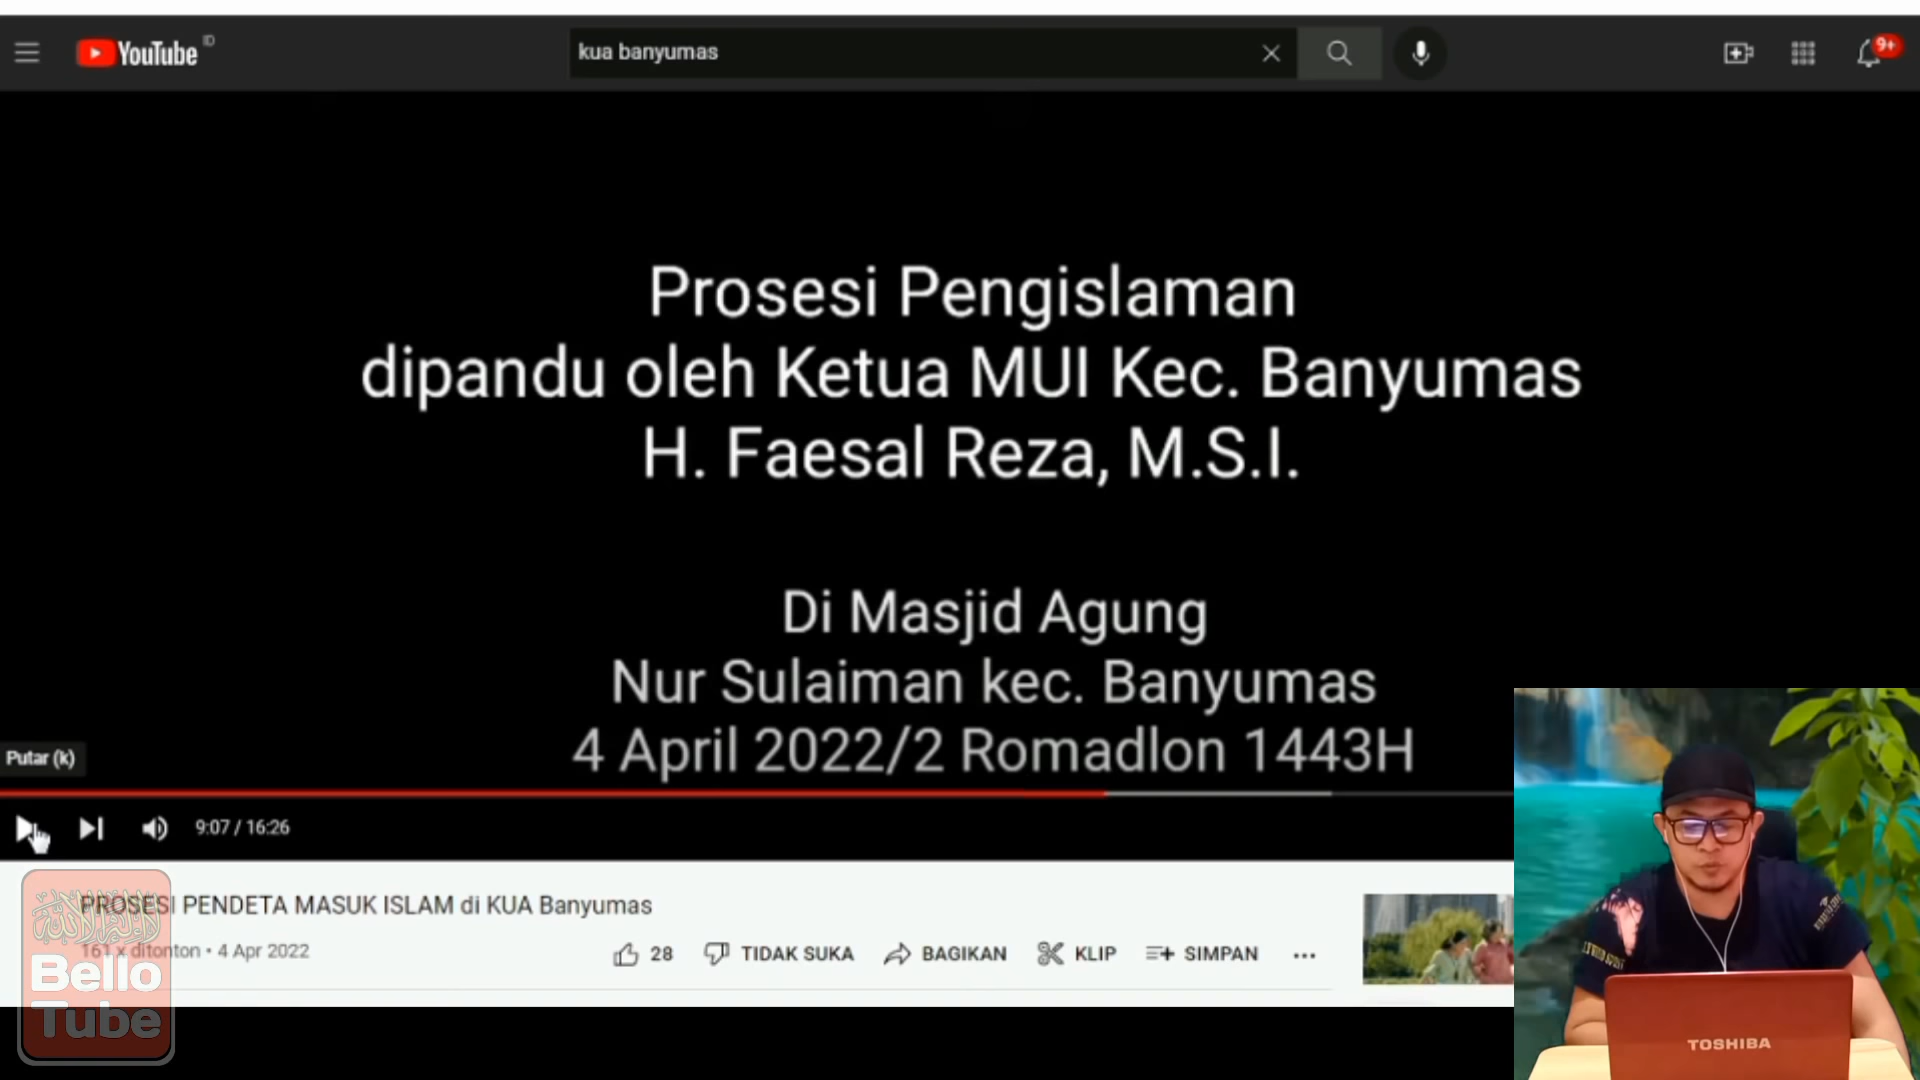 YouTube ID
kua banyumas
9+
Prosesi Pengislaman
dipandu oleh Ketua MUI Kec. Banyumas
H. Faesal Reza, M.S.I.
Di Masjid Agung
Nur Sulaiman kec. Banyumas
4 April 2022/2 Romadlon 1443H
Putar (k)
9:07 / 16:26
PROSESI PENDETA MASUK ISLAM di KUA Banyumas
161 x ditonton • 4 Apr 2022
28
TIDAK SUKA
BAGIKAN
KLIP
SIMPAN
Bello
Tube
TOSHIBA